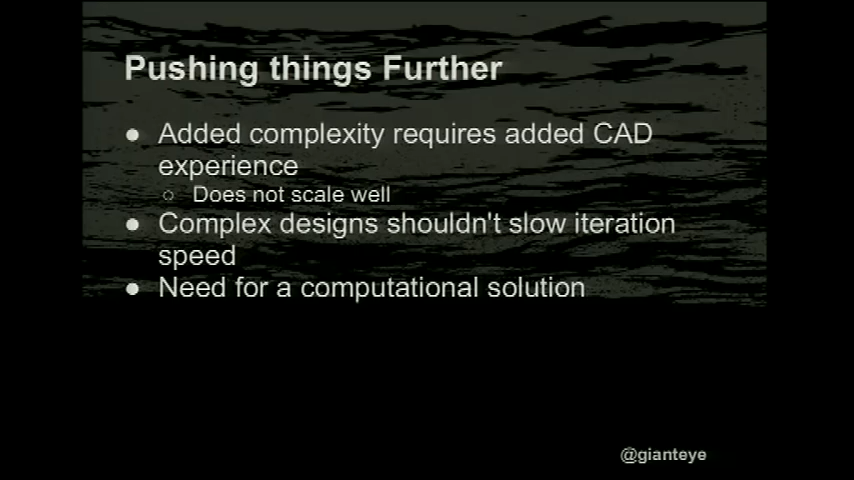 Pushing things Further
● Added complexity requires added CAD
experience
○ Does not scale well
● Complex designs shouldn't slow iteration
speed
● Need for a computational solution
@gianteye